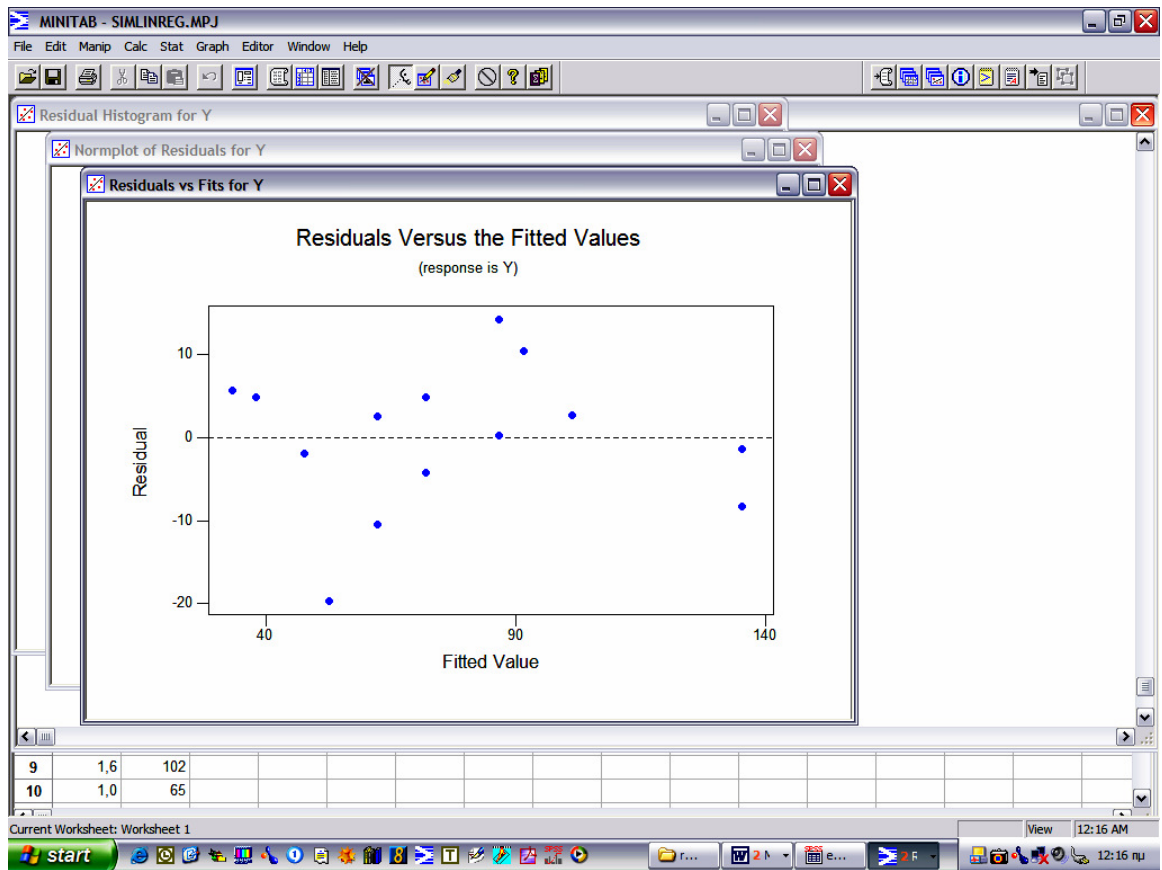 MINITAB - SIMLINREG.MPJ
File Edit Manip Calc Stat Graph Editor Window Help
Residual Histogram for Y
Normplot of Residuals for Y
Residuals vs Fits for Y
Residuals Versus the Fitted Values
(response is Y)
10
0
-10
-20
Residual
40 90 140
Fitted Value
9 1,6 102
10 1,0 65
Current Worksheet: Worksheet 1 View 12:16 AM
start r... 2 e... 2 12:16 πμ